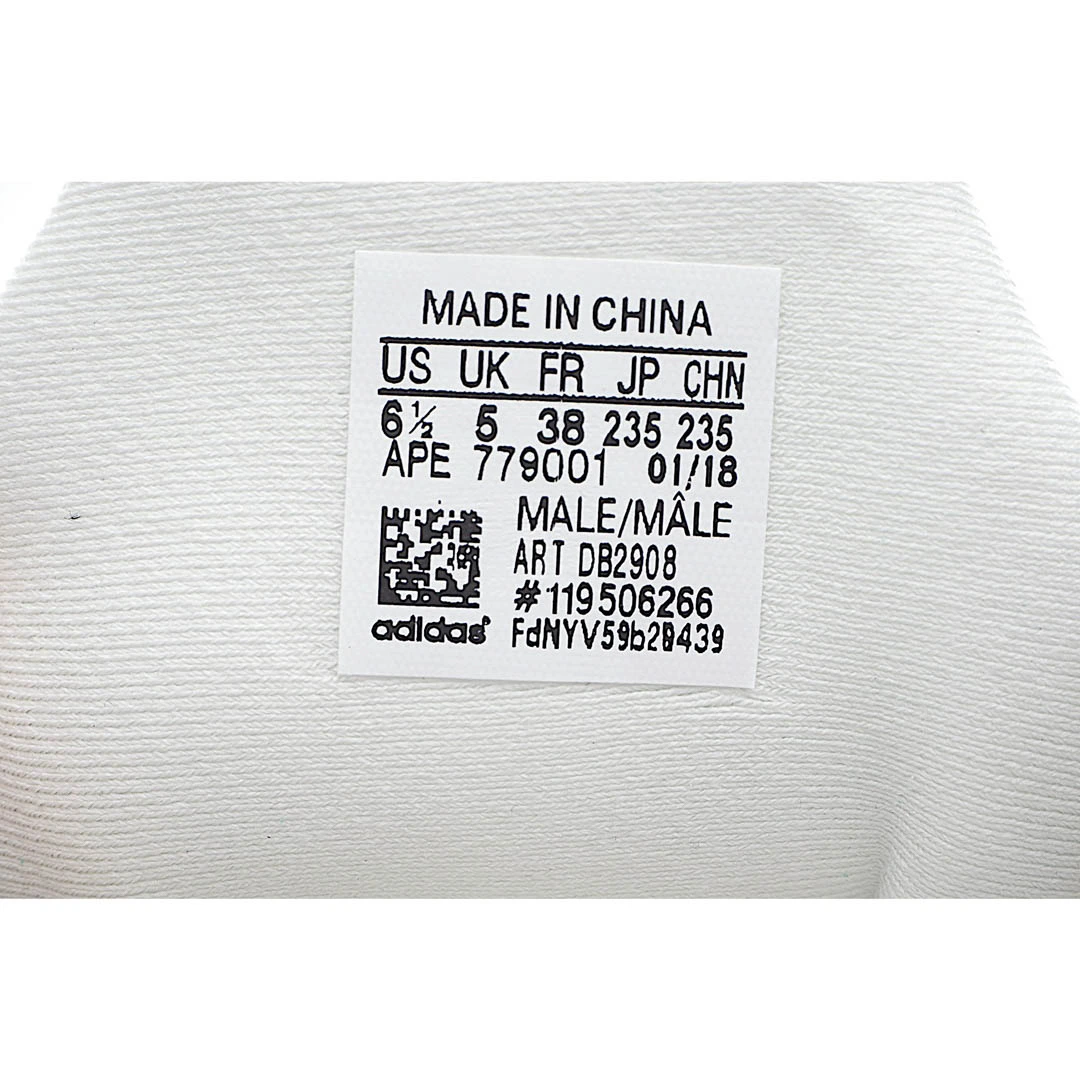 MADE IN CHINA
US UK FR JP CHN
6½ 5 38 235 235
APE 779001 01/18
MALE/MÂLE
ART DB2908
#119506266
adidas